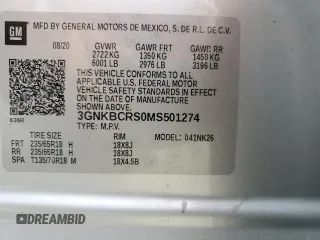 GM MFD BY GENERAL MOTORS DE MEXICO, S. DE R.L. DE C.V.
08/20 GVWR GAWR FRT GAWR RR
2722 KG 1350 KG 1450 KG
6001 LB 2976 LB 3196 LB
THIS VEHICLE CONFORMS TO ALL APPLICABLE
U.S. FEDERAL MOTOR
VEHICLE SAFETY STANDARDS IN EFFECT
ON THE DATE OF MANUFACTURE
SHOWN ABOVE.
3GNKBCRS0MS501274
TYPE: M.P.V. MODEL: 041NK26
TIRE SIZE RIM
FRT 235/65R18 H 18X8J
RR 235/65R18 H 18X8J
SPA T135/70R18 M 18X4.5B
DEALERSHIP